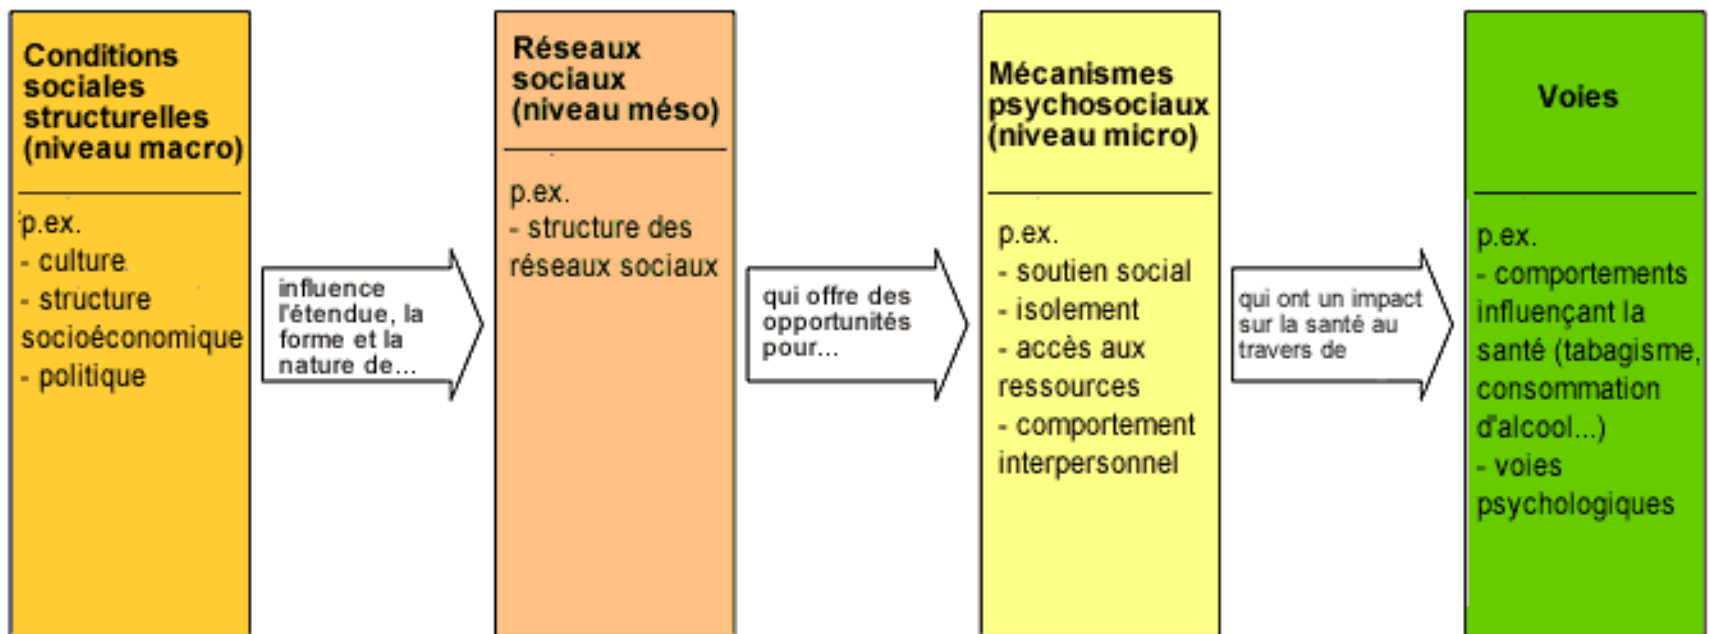 Conditions
sociales
structurelles
(niveau macro)
p.ex.
- culture
- structure
socioéconomique
- politique
influence
l'étendue, la
forme et la
nature de...
Réseaux
sociaux
(niveau méso)
p.ex.
- structure des
réseaux sociaux
qui offre des
opportunités
pour...
Mécanismes
psychosociaux
(niveau micro)
p.ex.
- soutien social
- isolement
- accès aux
ressources
- comportement
interpersonnel
qui ont un impact
sur la santé au
travers de
Voies
p.ex.
- comportements
influençant la
santé (tabagisme,
consommation
d'alcool...)
- voies
psychologiques